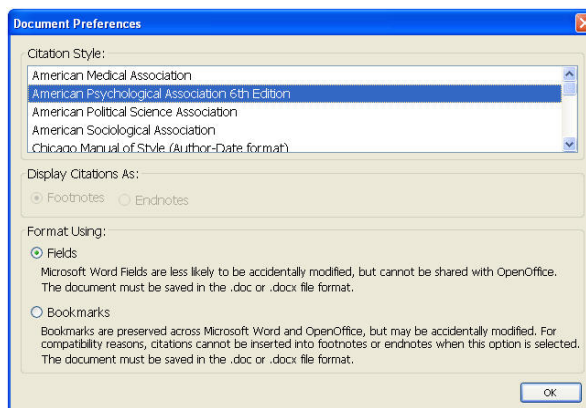 Document Preferences
Citation Style:
American Medical Association
American Psychological Association 6th Edition
American Political Science Association
American Sociological Association
Chicago Manual of Style (Author-Date format)
Display Citations As:
Footnotes Endnotes
Format Using:
Fields
Microsoft Word Fields are less likely to be accidentally modified, but cannot be shared with OpenOffice.
The document must be saved in the .doc or .docx file format.
Bookmarks
Bookmarks are preserved across Microsoft Word and OpenOffice, but may be accidentally modified. For
compatibility reasons, citations cannot be inserted into footnotes or endnotes when this option is selected.
The document must be saved in the .doc or .docx file format.
OK